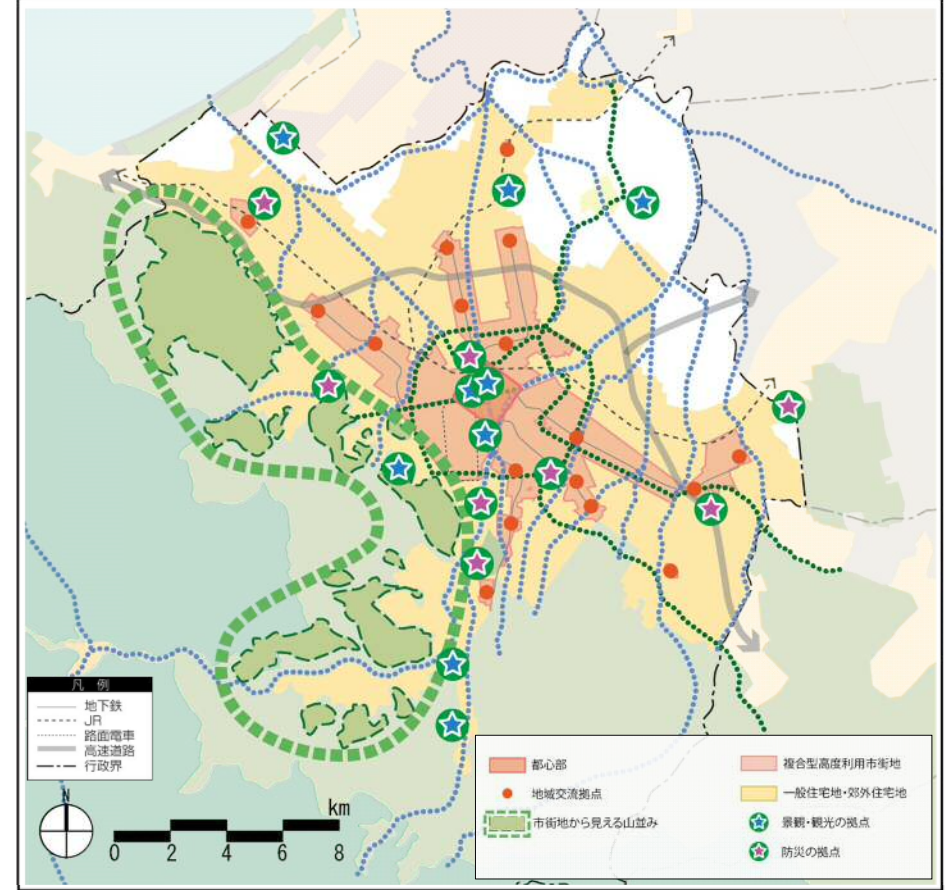 凡 例
地下鉄
JR
路面電車
高速道路
行政界
N
km
0 2 4 6 8
都心部
地域交流拠点
市街地から見える山並み
複合型高度利用市街地
一般住宅地・郊外住宅地
景観・観光の拠点
防災の拠点